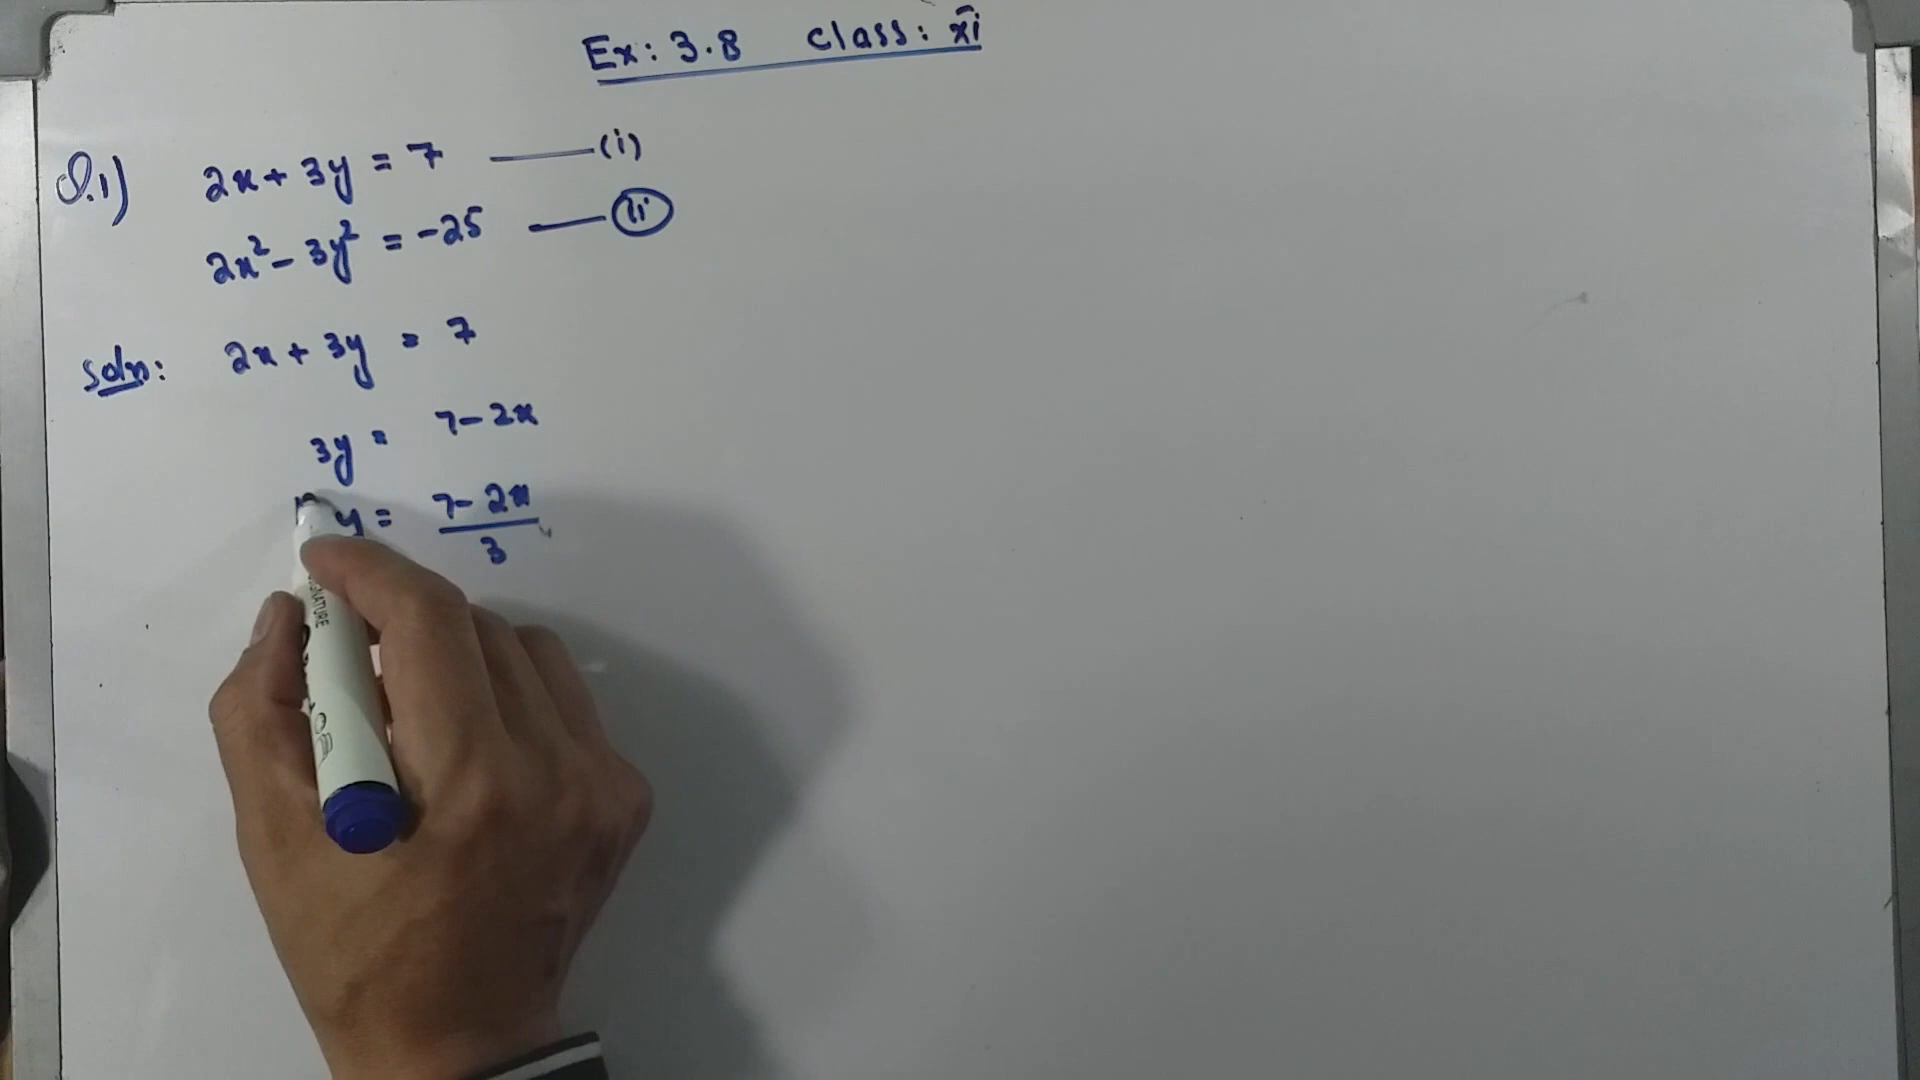 Ex: 3.8 class: xi
Q.1) 2x + 3y = 7 —— (i)
2x² - 3y² = -25 —— (ii)
Soln: 2x + 3y = 7
3y = 7 - 2x
y = 7 - 2x / 3
SIGNATURE